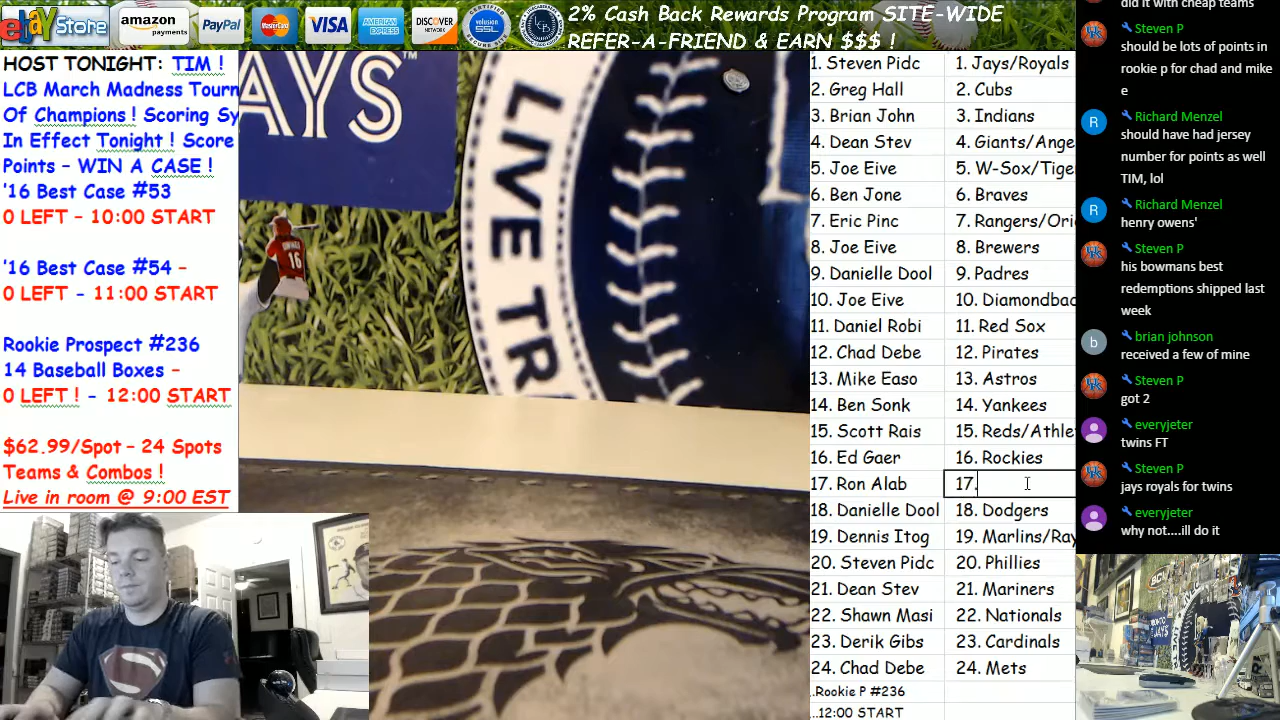 ebay Store
amazon payments
PayPal
MasterCard
VISA
AMERICAN EXPRESS
DISCOVER NETWORK
volusion SSL
LCB
2% Cash Back Rewards Program SITE-WIDE
REFER-A-FRIEND & EARN $$$ !
HOST TONIGHT: TIM !
LCB March Madness Tourn
Of Champions ! Scoring Sy
In Effect Tonight ! Score
Points – WIN A CASE !
'16 Best Case #53
0 LEFT – 10:00 START
'16 Best Case #54 –
0 LEFT – 11:00 START
Rookie Prospect #236
14 Baseball Boxes –
0 LEFT ! – 12:00 START
$62.99/Spot – 24 Spots
Teams & Combos !
Live in room @ 9:00 EST
AYS
LIVE TR
16
1. Steven Pidc
2. Greg Hall
3. Brian John
4. Dean Stev
5. Joe Eive
6. Ben Jone
7. Eric Pinc
8. Joe Eive
9. Danielle Dool
10. Joe Eive
11. Daniel Robi
12. Chad Debe
13. Mike Easo
14. Ben Sonk
15. Scott Rais
16. Ed Gaer
17. Ron Alab
18. Danielle Dool
19. Dennis Itog
20. Steven Pidc
21. Dean Stev
22. Shawn Masi
23. Derik Gibs
24. Chad Debe
..Rookie P #236
...12:00 START
1. Jays/Royals
2. Cubs
3. Indians
4. Giants/Ange
5. W-Sox/Tige
6. Braves
7. Rangers/Ori
8. Brewers
9. Padres
10. Diamondbac
11. Red Sox
12. Pirates
13. Astros
14. Yankees
15. Reds/Athle
16. Rockies
17.
18. Dodgers
19. Marlins/Ray
20. Phillies
21. Mariners
22. Nationals
23. Cardinals
24. Mets
did it with cheap teams
Steven P
should be lots of points in
rookie p for chad and mike
e
R
Richard Menzel
should have had jersey
number for points as well
TIM, lol
R
Richard Menzel
henry owens'
Steven P
his bowmans best
redemptions shipped last
week
b
brian johnson
received a few of mine
Steven P
got 2
everyjeter
twins FT
Steven P
jays royals for twins
everyjeter
why not....ill do it